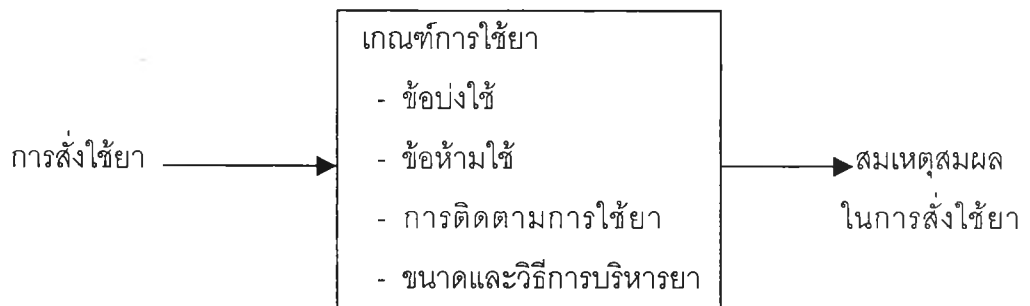 การสั่งใช้ยา
เกณฑ์การใช้ยา
- ข้อบ่งใช้
- ข้อห้ามใช้
- การติดตามการใช้ยา
- ขนาดและวิธีการบริหารยา
สมเหตุสมผล
ในการสั่งใช้ยา